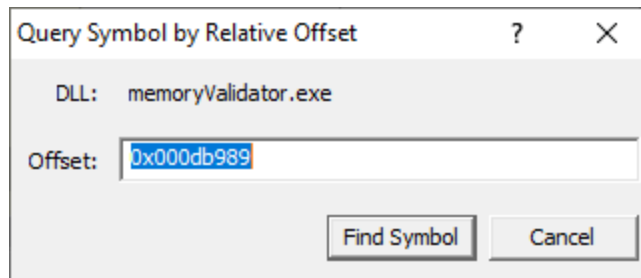 Query Symbol by Relative Offset ? ×
DLL: memoryValidator.exe
Offset: 0x000db989
Find Symbol Cancel